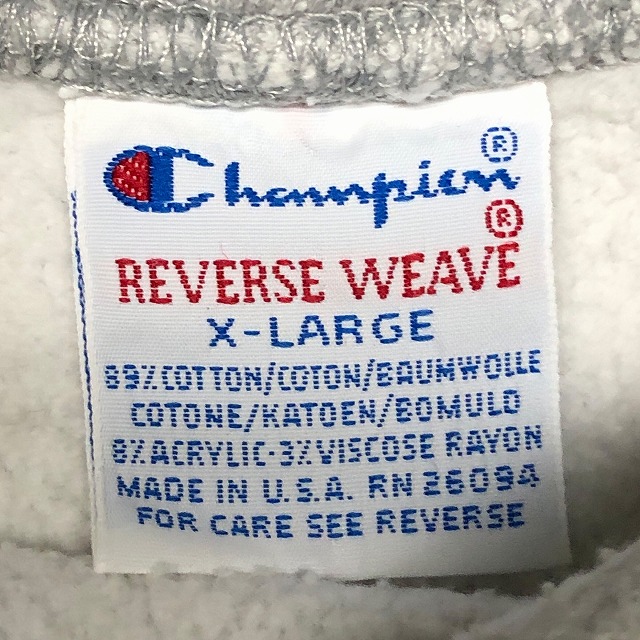 Champion®
®
REVERSE WEAVE
X-LARGE
89% COTTON/COTON/BAUMWOLLE
COTONE/KATOEN/BOMULD
8% ACRYLIC·3% VISCOSE RAYON
MADE IN U.S.A. RN 26094
FOR CARE SEE REVERSE